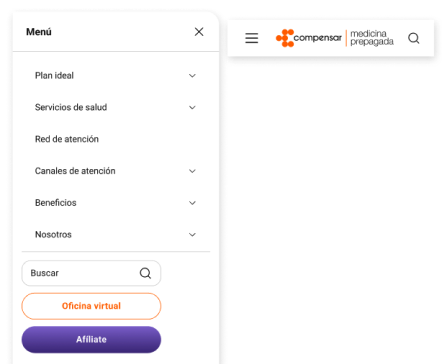 Menú
Plan ideal
Servicios de salud
Red de atención
Canales de atención
Beneficios
Nosotros
Buscar
Oficina virtual
Afíliate
compensar
medicina
prepagada